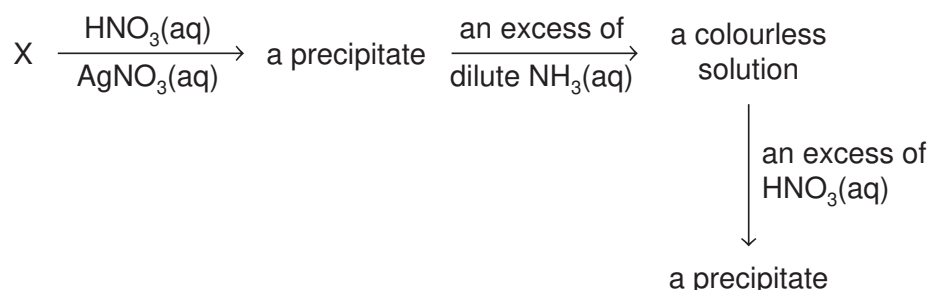 X
HNO₃(aq)
AgNO₃(aq)
a precipitate
an excess of
dilute NH₃(aq)
a colourless
solution
an excess of
HNO₃(aq)
a precipitate